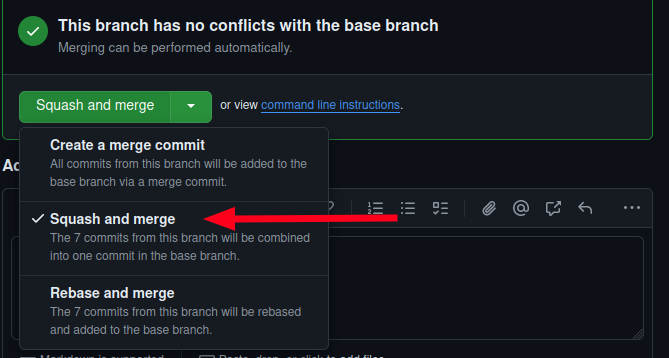 This branch has no conflicts with the base branch
Merging can be performed automatically.
Squash and merge
or view command line instructions.
Create a merge commit
All commits from this branch will be added to the
base branch via a merge commit.
Squash and merge
The 7 commits from this branch will be combined
into one commit in the base branch.
Rebase and merge
The 7 commits from this branch will be rebased
and added to the base branch.